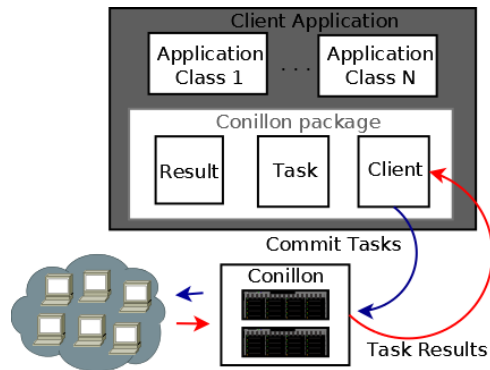 Client Application
Application
Class 1
. . .
Application
Class N
Conillon package
Result
Task
Client
Commit Tasks
Conillon
Task Results